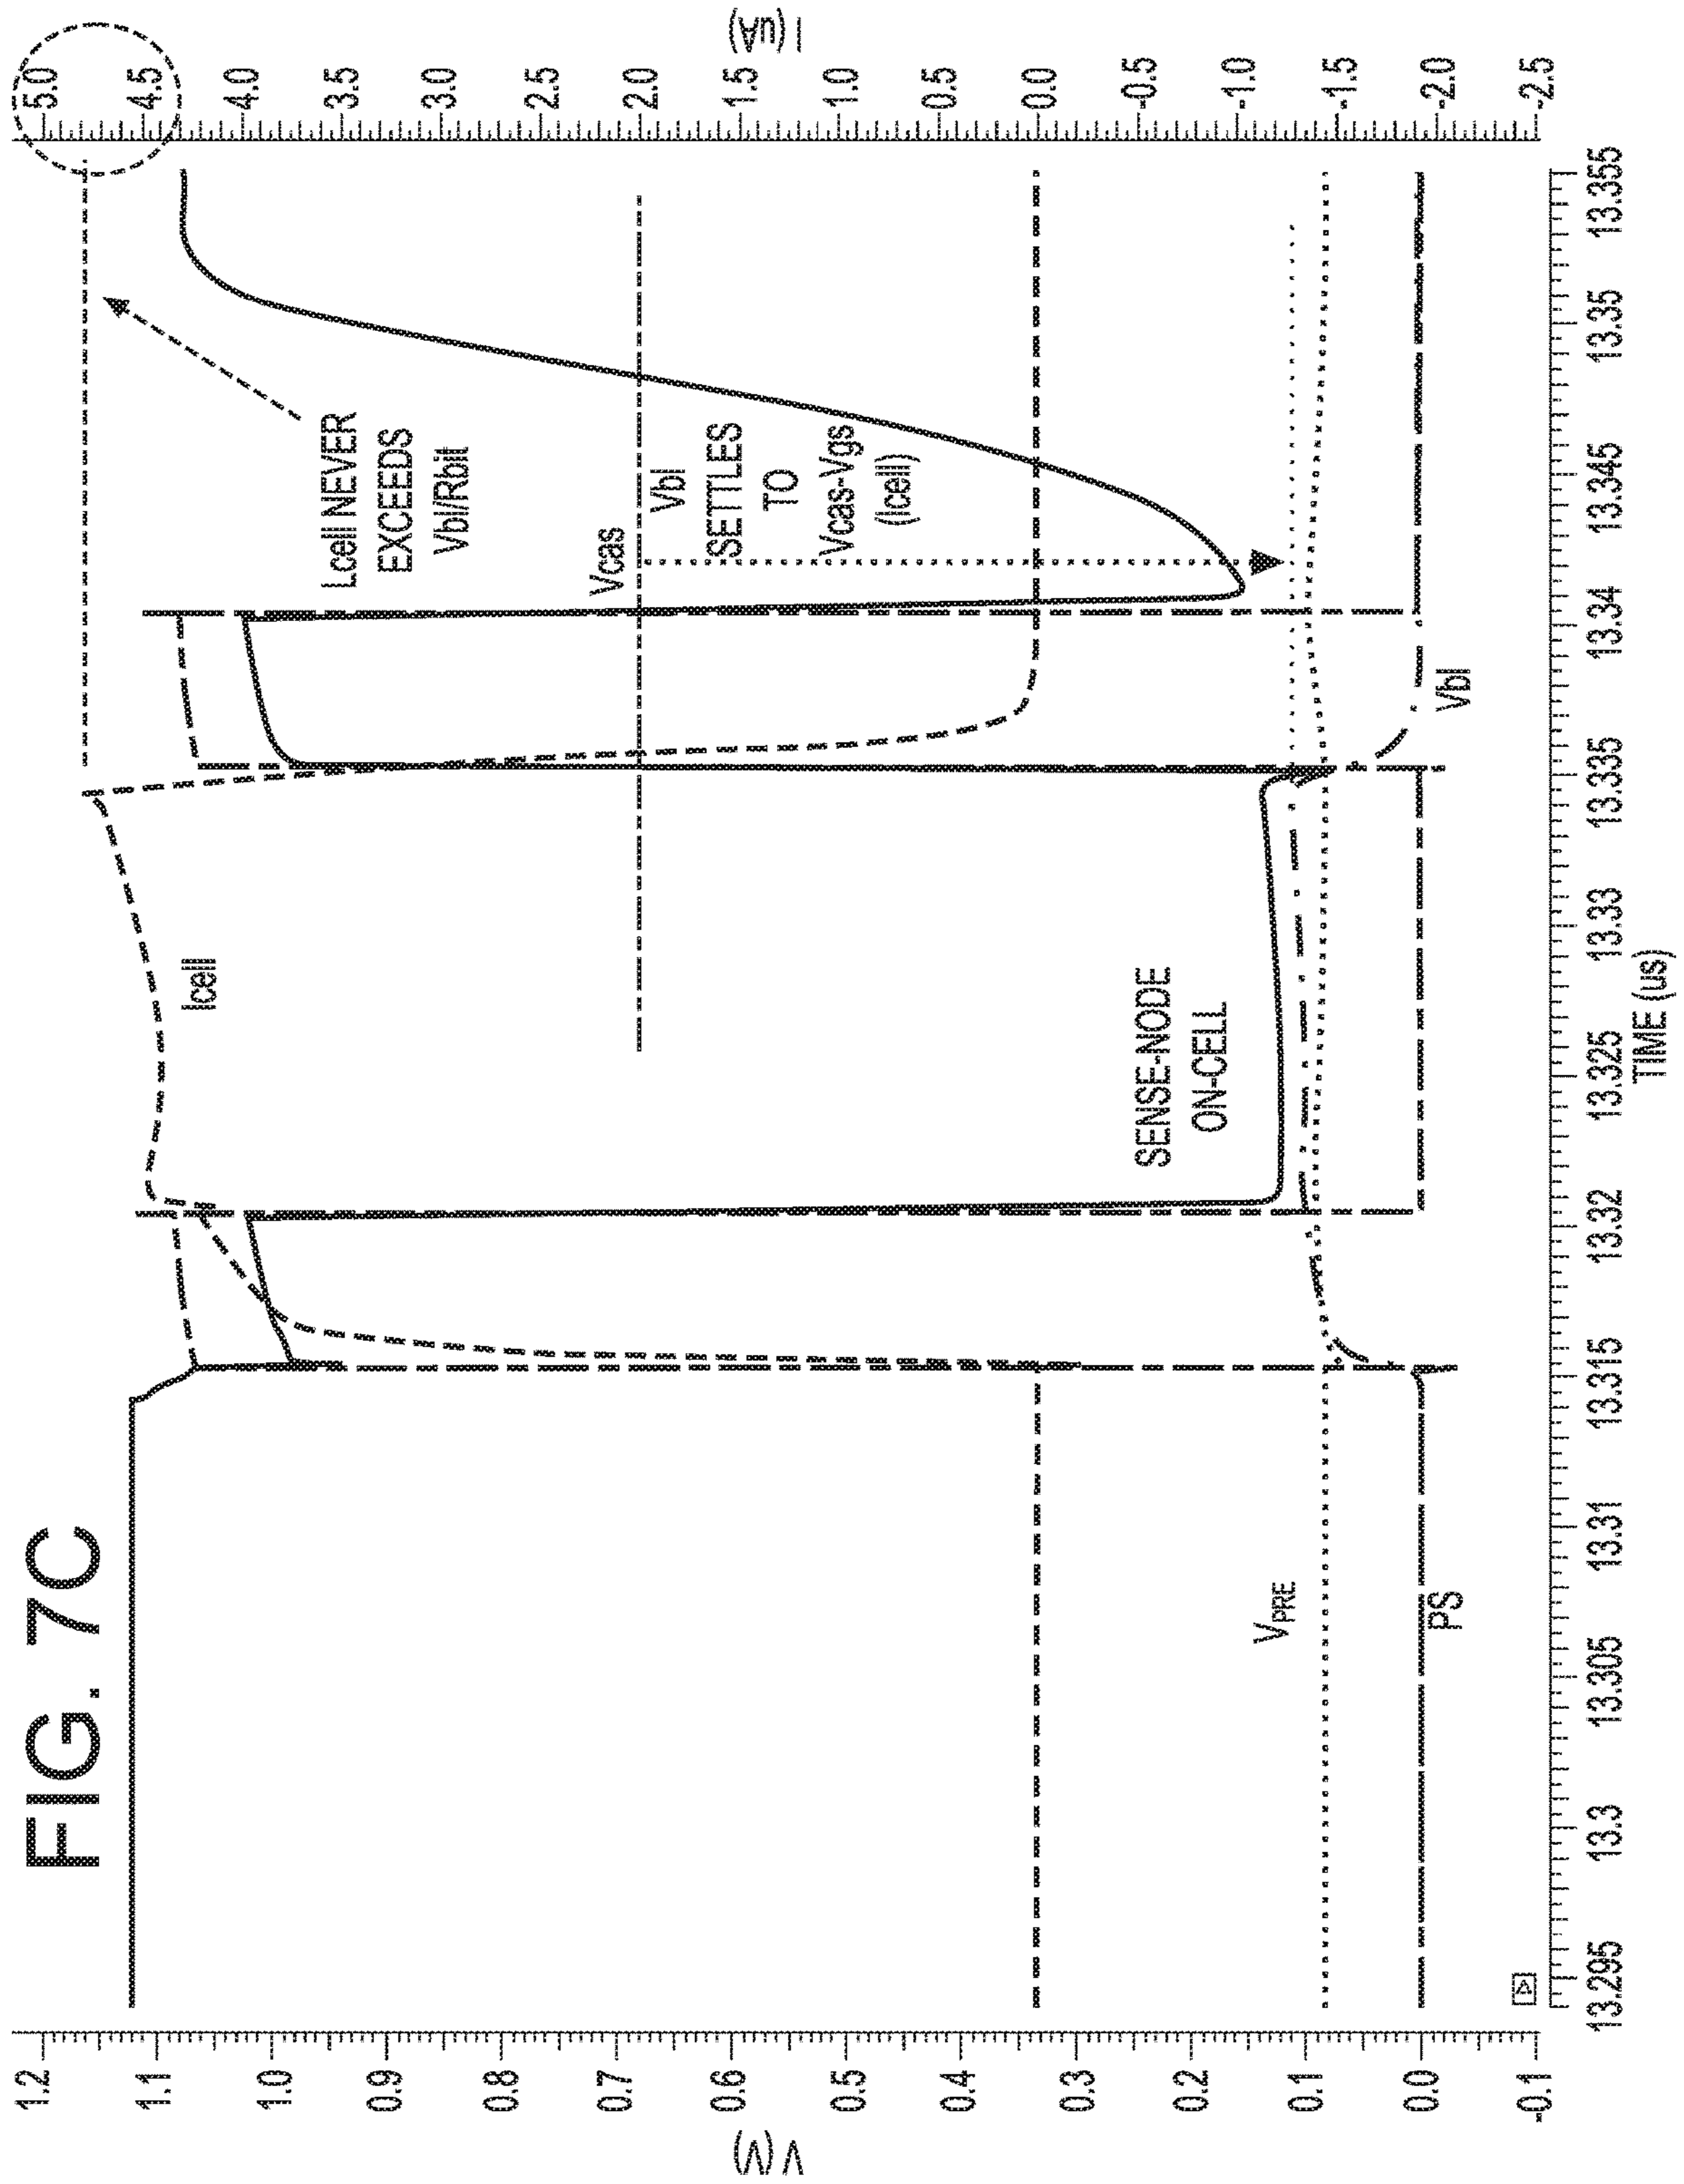 FIG. 7C
V(V)
1.2
1.1
1.0
0.9
0.8
0.7
0.6
0.5
0.4
0.3
0.2
0.1
0.0
-0.1
Icell
Lcell NEVER
EXCEEDS
Vbl/Rbit
Vcas
Vbl
SETTLES
TO
Vcas-Vgs
(Icell)
SENSE-NODE
ON-CELL
VPRE
PS
Vbl
5.0
4.5
4.0
3.5
3.0
2.5
2.0
1.5
1.0
0.5
0.0
-0.5
-1.0
-1.5
-2.0
-2.5
I (uA)
13.295 13.3 13.305 13.31 13.315 13.32 13.325 13.33 13.335 13.34 13.345 13.35 13.355
TIME (us)